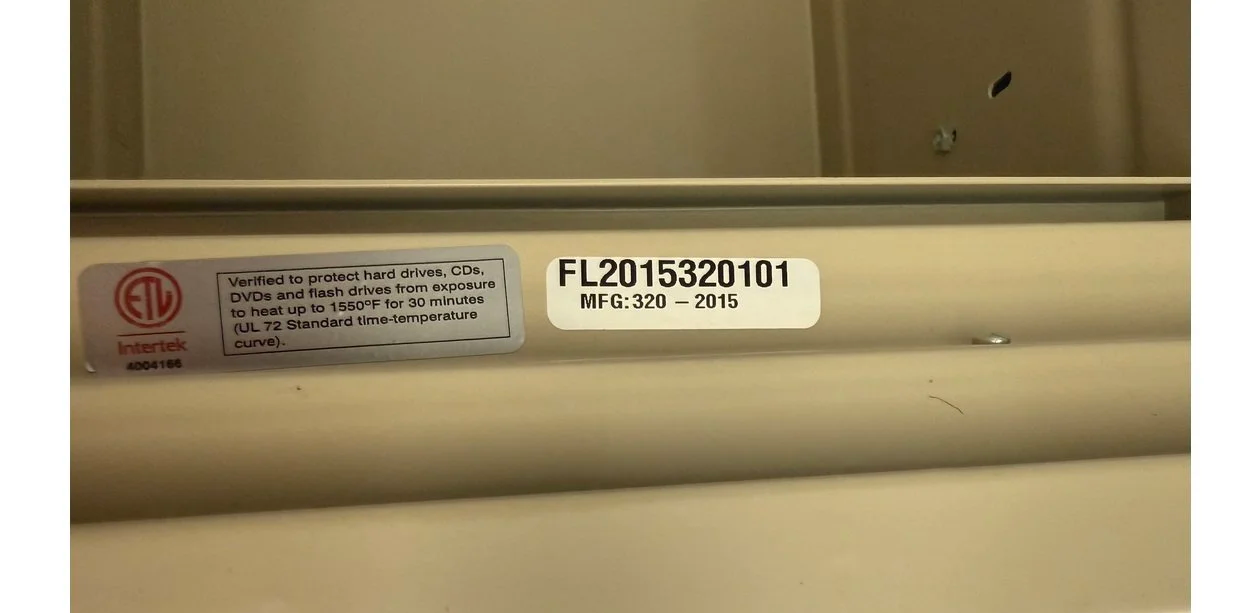 ETL
Intertek
4004166
Verified to protect hard drives, CDs,
DVDs and flash drives from exposure
to heat up to 1550ºF for 30 minutes
(UL 72 Standard time-temperature
curve).
FL2015320101
MFG: 320 – 2015